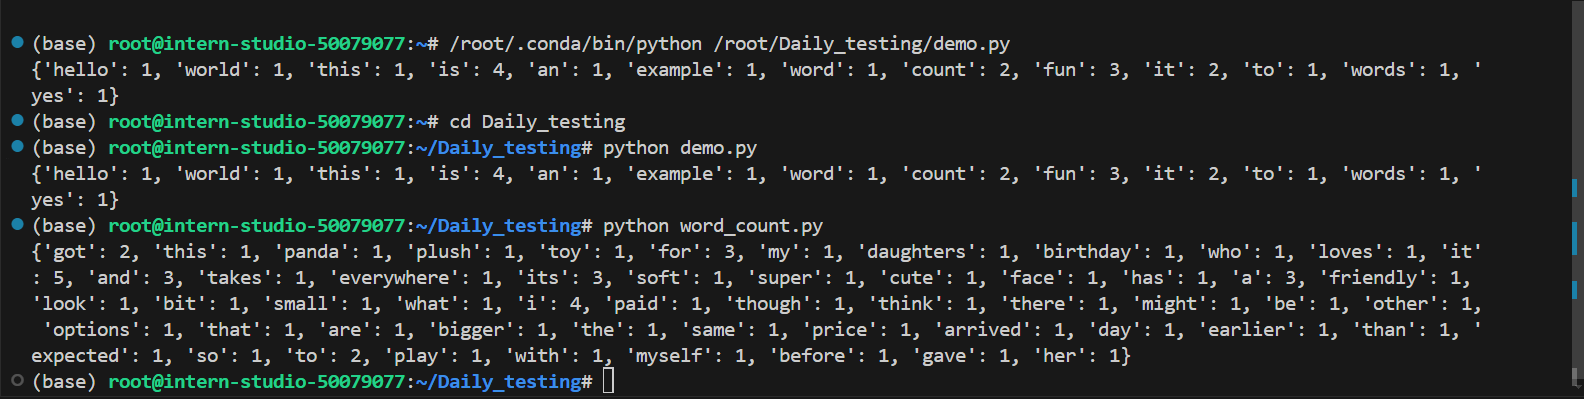 (base) root@intern-studio-50079077:~# /root/.conda/bin/python /root/Daily_testing/demo.py
{'hello': 1, 'world': 1, 'this': 1, 'is': 4, 'an': 1, 'example': 1, 'word': 1, 'count': 2, 'fun': 3, 'it': 2, 'to': 1, 'words': 1, '
yes': 1}
(base) root@intern-studio-50079077:~# cd Daily_testing
(base) root@intern-studio-50079077:~/Daily_testing# python demo.py
{'hello': 1, 'world': 1, 'this': 1, 'is': 4, 'an': 1, 'example': 1, 'word': 1, 'count': 2, 'fun': 3, 'it': 2, 'to': 1, 'words': 1, '
yes': 1}
(base) root@intern-studio-50079077:~/Daily_testing# python word_count.py
{'got': 2, 'this': 1, 'panda': 1, 'plush': 1, 'toy': 1, 'for': 3, 'my': 1, 'daughters': 1, 'birthday': 1, 'who': 1, 'loves': 1, 'it'
: 5, 'and': 3, 'takes': 1, 'everywhere': 1, 'its': 3, 'soft': 1, 'super': 1, 'cute': 1, 'face': 1, 'has': 1, 'a': 3, 'friendly': 1,
'look': 1, 'bit': 1, 'small': 1, 'what': 1, 'i': 4, 'paid': 1, 'though': 1, 'think': 1, 'there': 1, 'might': 1, 'be': 1, 'other': 1,
 'options': 1, 'that': 1, 'are': 1, 'bigger': 1, 'the': 1, 'same': 1, 'price': 1, 'arrived': 1, 'day': 1, 'earlier': 1, 'than': 1, '
expected': 1, 'so': 1, 'to': 2, 'play': 1, 'with': 1, 'myself': 1, 'before': 1, 'gave': 1, 'her': 1}
(base) root@intern-studio-50079077:~/Daily_testing#